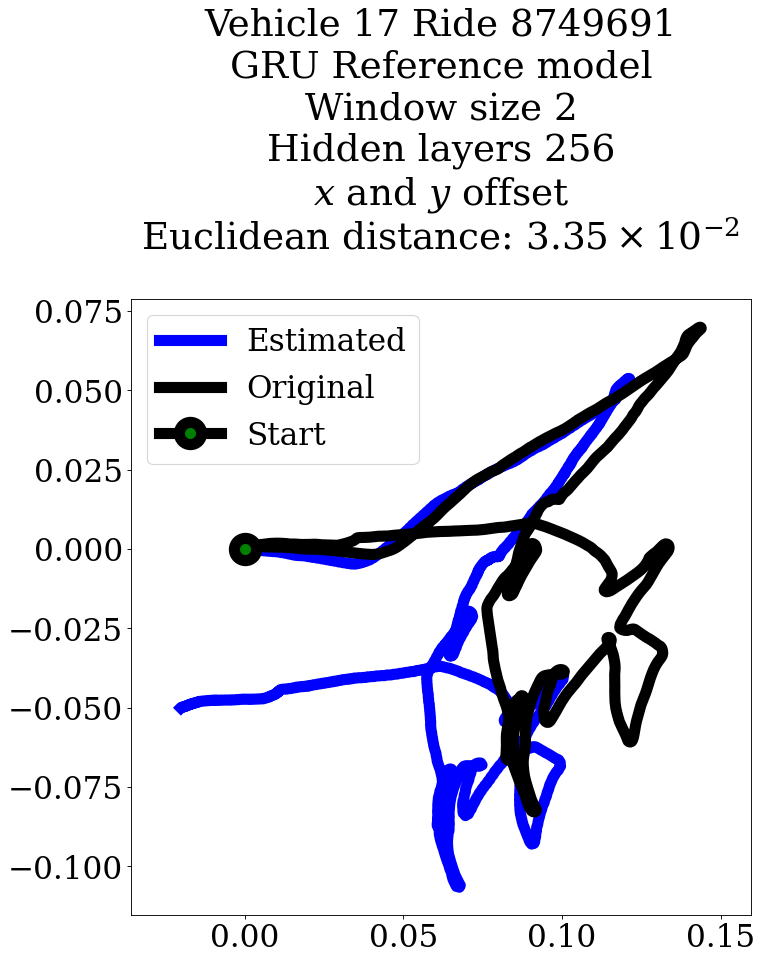 Vehicle 17 Ride 8749691
GRU Reference model
Window size 2
Hidden layers 256
x and y offset
Euclidean distance: 3.35 × 10⁻²
Estimated
Original
Start
0.075
0.050
0.025
0.000
−0.025
−0.050
−0.075
−0.100
0.00 0.05 0.10 0.15